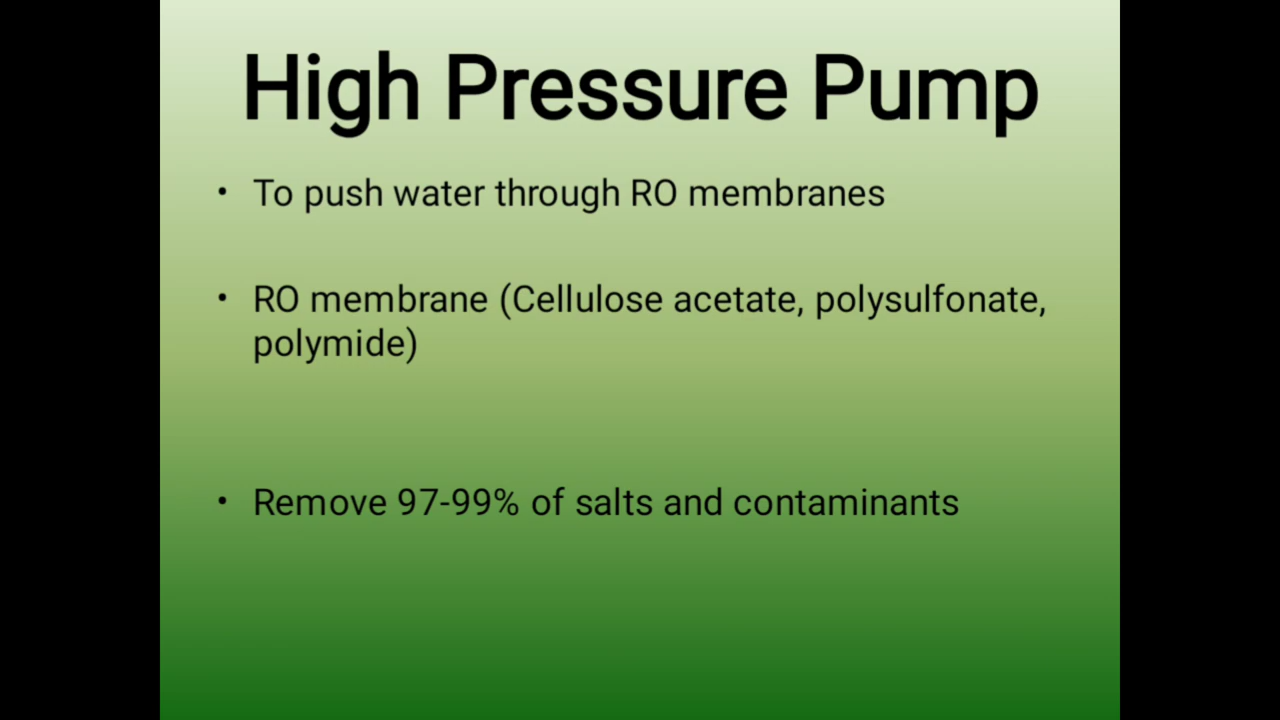 High Pressure Pump
• To push water through RO membranes
• RO membrane (Cellulose acetate, polysulfonate,
polymide)
• Remove 97-99% of salts and contaminants